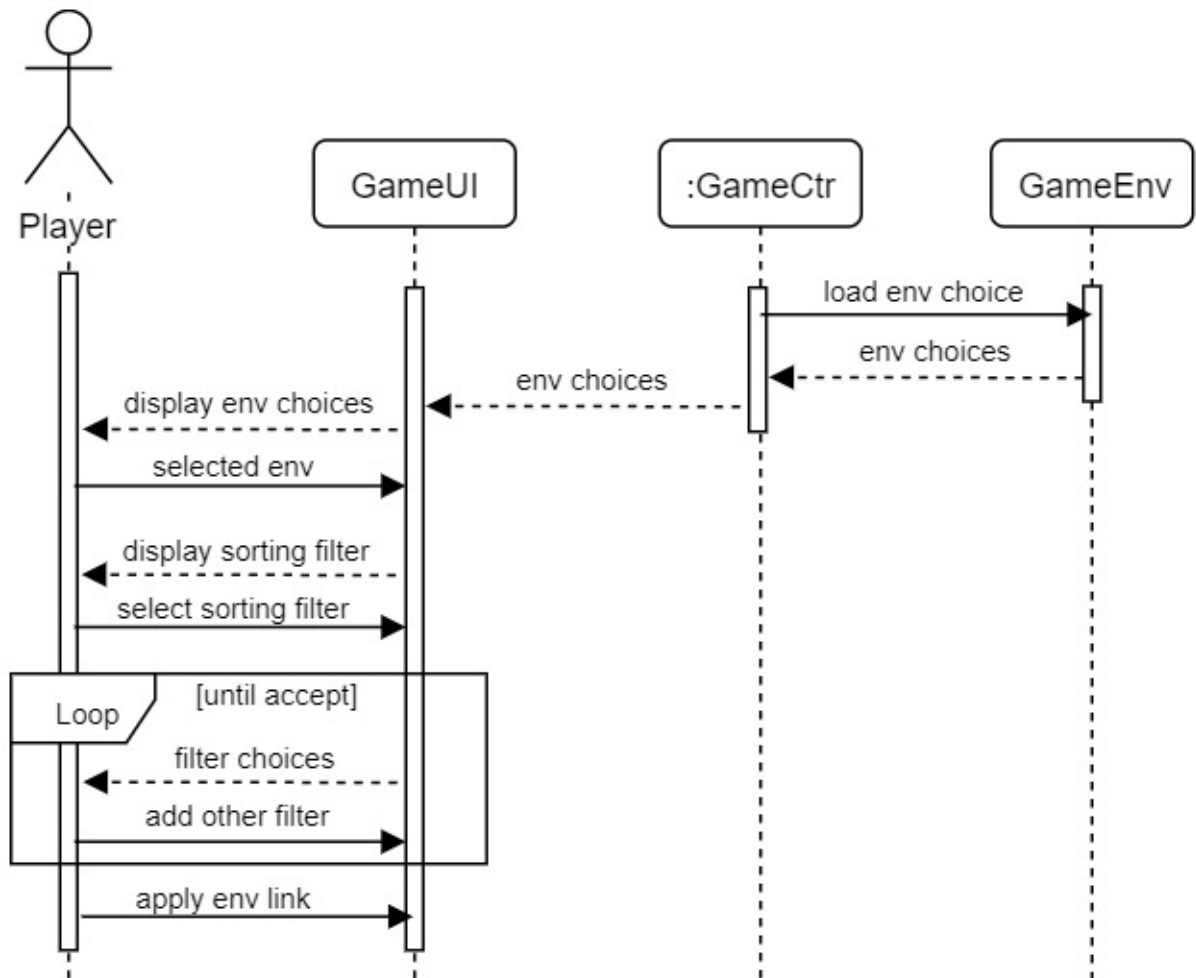 GameUI
:GameCtr
GameEnv
Player
load env choice
env choices
env choices
display env choices
selected env
display sorting filter
select sorting filter
Loop
[until accept]
filter choices
add other filter
apply env link